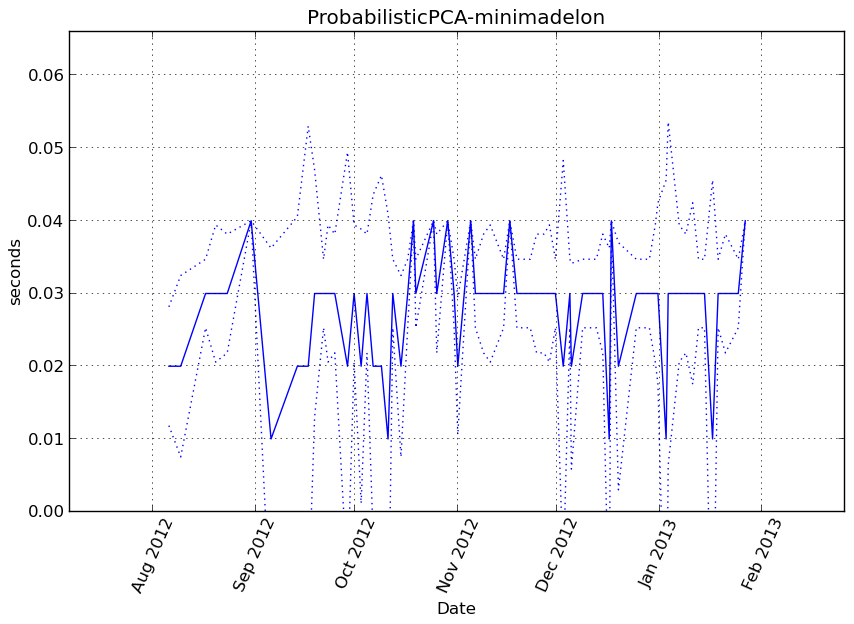 ProbabilisticPCA-minimadelon
0.06
0.05
0.04
0.03
0.02
0.01
0.00
seconds
Aug 2012
Sep 2012
Oct 2012
Nov 2012
Dec 2012
Jan 2013
Feb 2013
Date